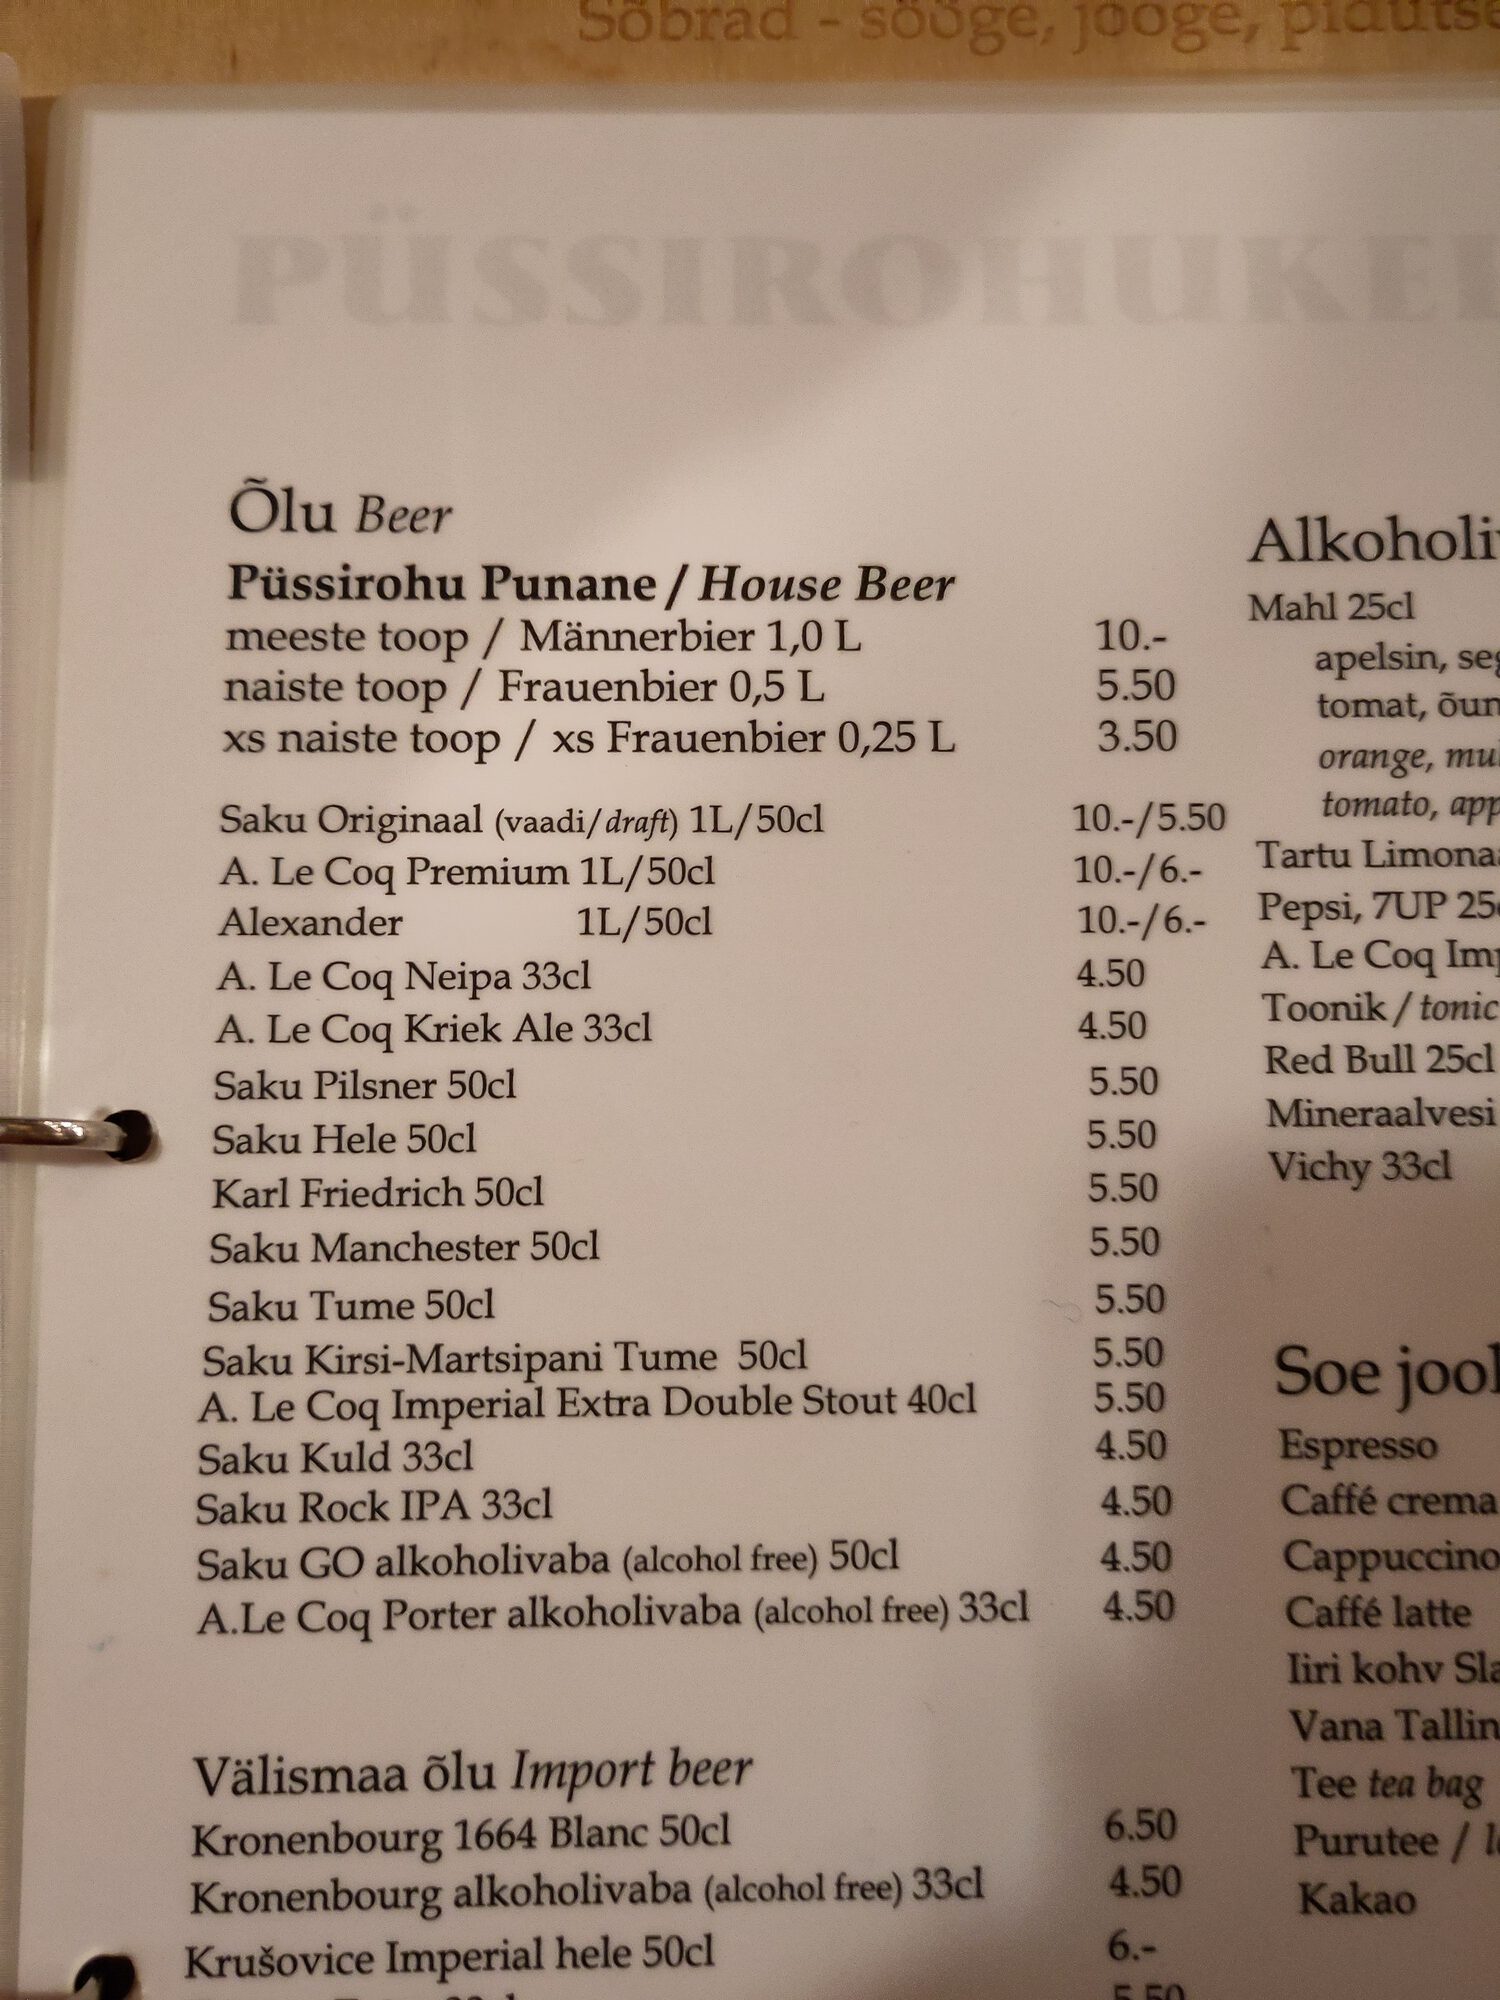 Sõbrad - sööge, jooge,
Õlu Beer
Püssirohu Punane / House Beer
meeste toop / Männerbier 1,0 L 10.-
naiste toop / Frauenbier 0,5 L 5.50
xs naiste toop / xs Frauenbier 0,25 L 3.50
Saku Originaal (vaadi/draft) 1L/50cl 10.-/5.50
A. Le Coq Premium 1L/50cl 10.-/6.-
Alexander 1L/50cl 10.-/6.-
A. Le Coq Neipa 33cl 4.50
A. Le Coq Kriek Ale 33cl 4.50
Saku Pilsner 50cl 5.50
Saku Hele 50cl 5.50
Karl Friedrich 50cl 5.50
Saku Manchester 50cl 5.50
Saku Tume 50cl 5.50
Saku Kirsi-Martsipani Tume 50cl 5.50
A. Le Coq Imperial Extra Double Stout 40cl 5.50
Saku Kuld 33cl 4.50
Saku Rock IPA 33cl 4.50
Saku GO alkoholivaba (alcohol free) 50cl 4.50
A.Le Coq Porter alkoholivaba (alcohol free) 33cl 4.50
Välismaa õlu Import beer
Kronenbourg 1664 Blanc 50cl 6.50
Kronenbourg alkoholivaba (alcohol free) 33cl 4.50
Krušovice Imperial hele 50cl 6.-
5.50
Mahl 25cl
apelsin,
tomat,
orange,
tomato,
Tartu
Pepsi, 7UP
A. Le Coq
Toonik / tonic
Red Bull 25cl
Mineraalvesi
Vichy 33cl
Soe
Espresso
Caffé crema
Cappuccino
Caffé latte
Iiri kohv
Vana
Tee tea bag
Purutee /
Kakao